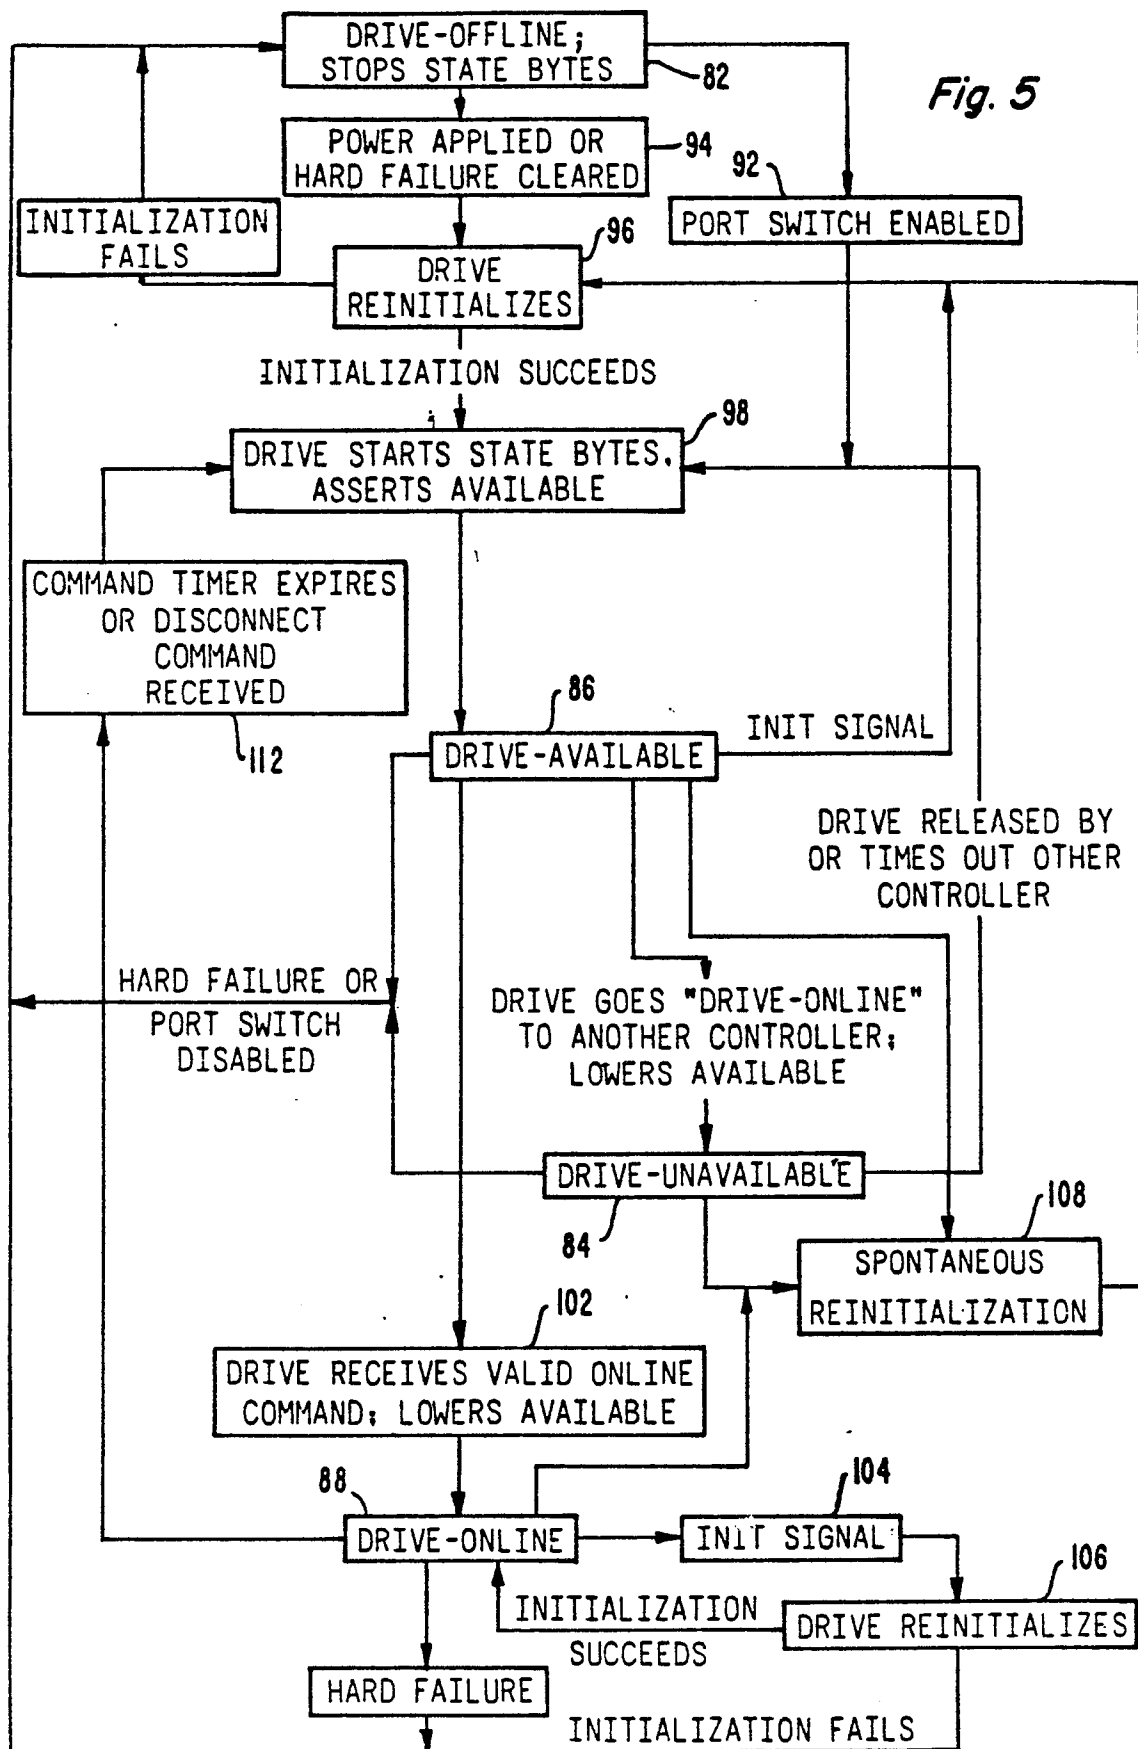 DRIVE-OFFLINE;
STOPS STATE BYTES
82
Fig. 5
POWER APPLIED OR
HARD FAILURE CLEARED
94
92
INITIALIZATION
FAILS
PORT SWITCH ENABLED
96
DRIVE
REINITIALIZES
INITIALIZATION SUCCEEDS
98
DRIVE STARTS STATE BYTES.
ASSERTS AVAILABLE
COMMAND TIMER EXPIRES
OR DISCONNECT
COMMAND
RECEIVED
112
86
DRIVE-AVAILABLE
INIT SIGNAL
DRIVE RELEASED BY
OR TIMES OUT OTHER
CONTROLLER
HARD FAILURE OR
PORT SWITCH
DISABLED
DRIVE GOES "DRIVE-ONLINE"
TO ANOTHER CONTROLLER;
LOWERS AVAILABLE
DRIVE-UNAVAILABLE
84
108
SPONTANEOUS
REINITIALIZATION
102
DRIVE RECEIVES VALID ONLINE
COMMAND; LOWERS AVAILABLE
88
DRIVE-ONLINE
104
INIT SIGNAL
106
INITIALIZATION
SUCCEEDS
DRIVE REINITIALIZES
HARD FAILURE
INITIALIZATION FAILS